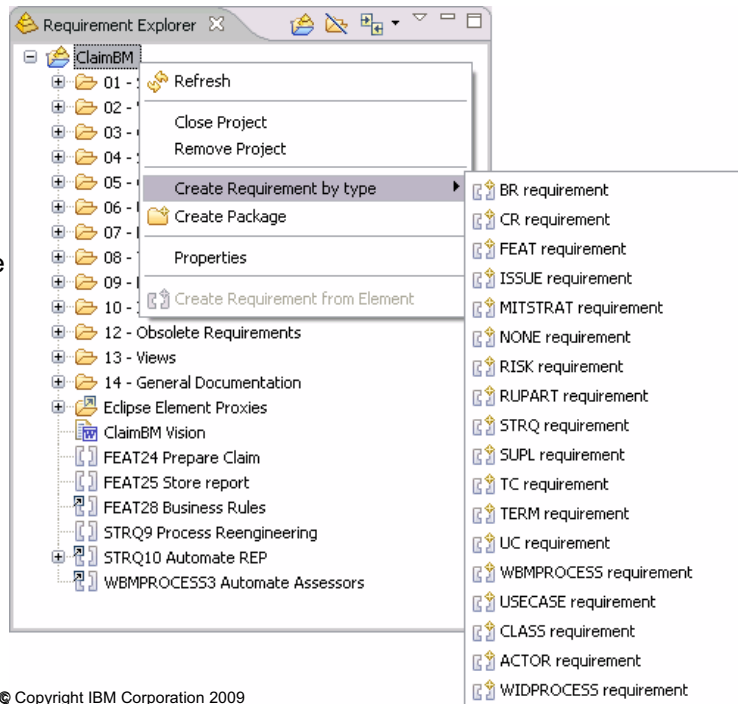 Requirement Explorer
ClaimBM
01 -
02 -
03 -
04 -
05 -
06 -
07 -
08 -
09 -
10 -
12 - Obsolete Requirements
13 - Views
14 - General Documentation
Eclipse Element Proxies
ClaimBM Vision
FEAT24 Prepare Claim
FEAT25 Store report
FEAT28 Business Rules
STRQ9 Process Reengineering
STRQ10 Automate REP
WBMPROCESS3 Automate Assessors
Refresh
Close Project
Remove Project
Create Requirement by type
Create Package
Properties
Create Requirement from Element
BR requirement
CR requirement
FEAT requirement
ISSUE requirement
MITSTRAT requirement
NONE requirement
RISK requirement
RUPART requirement
STRQ requirement
SUPL requirement
TC requirement
TERM requirement
UC requirement
WBMPROCESS requirement
USECASE requirement
CLASS requirement
ACTOR requirement
WIDPROCESS requirement
e
© Copyright IBM Corporation 2009